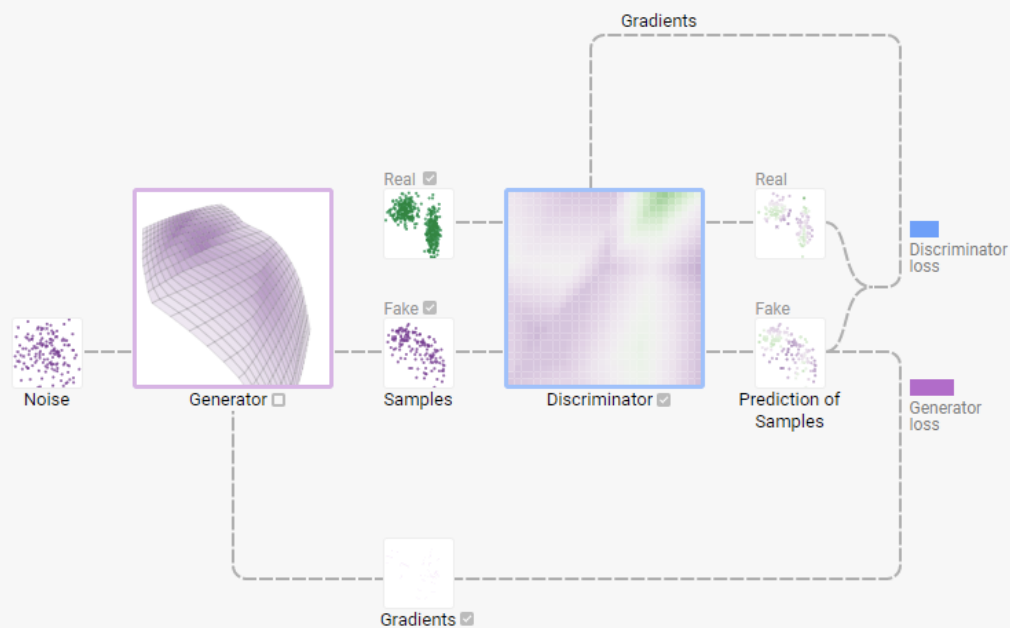 Gradients
Real
Real
Discriminator
loss
Fake
Fake
Noise
Generator
Samples
Discriminator
Prediction of
Samples
Generator
loss
Gradients